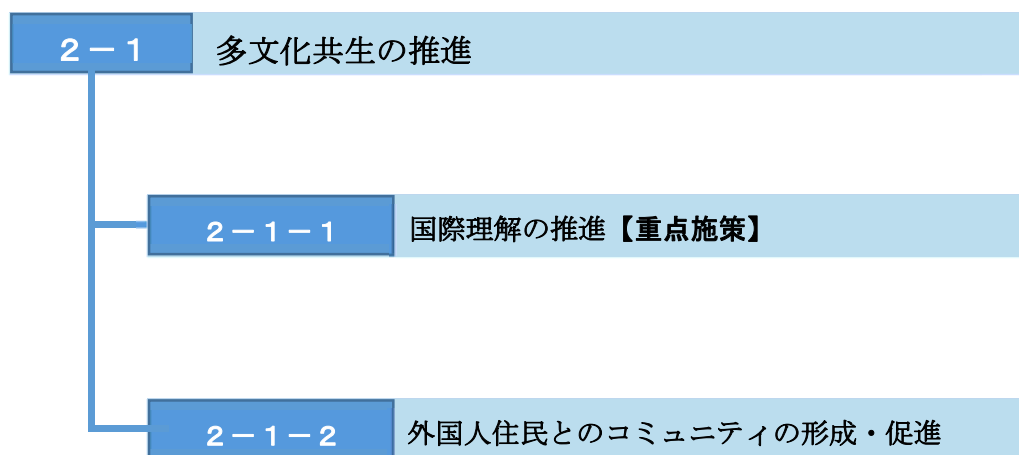 ２－１ 多文化共生の推進
２－１－１ 国際理解の推進【重点施策】
２－１－２ 外国人住民とのコミュニティの形成・促進